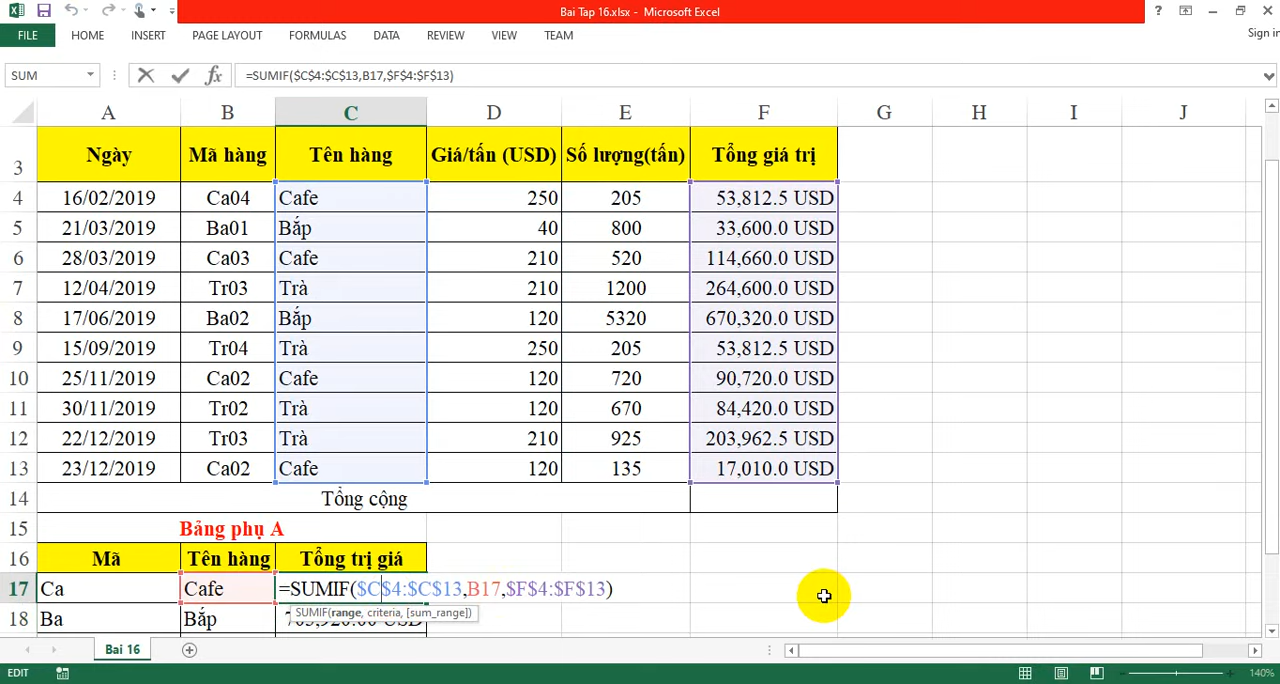 Bai Tap 16.xlsx - Microsoft Excel
?
FILE HOME INSERT PAGE LAYOUT FORMULAS DATA REVIEW VIEW TEAM Sign in
SUM fx =SUMIF($C$4:$C$13,B17,$F$4:$F$13)
A B C D E F G H I J
3 Ngày Mã hàng Tên hàng Giá/tấn (USD) Số lượng(tấn) Tổng giá trị
4 16/02/2019 Ca04 Cafe 250 205 53,812.5 USD
5 21/03/2019 Ba01 Bắp 40 800 33,600.0 USD
6 28/03/2019 Ca03 Cafe 210 520 114,660.0 USD
7 12/04/2019 Tr03 Trà 210 1200 264,600.0 USD
8 17/06/2019 Ba02 Bắp 120 5320 670,320.0 USD
9 15/09/2019 Tr04 Trà 250 205 53,812.5 USD
10 25/11/2019 Ca02 Cafe 120 720 90,720.0 USD
11 30/11/2019 Tr02 Trà 120 670 84,420.0 USD
12 22/12/2019 Tr03 Trà 210 925 203,962.5 USD
13 23/12/2019 Ca02 Cafe 120 135 17,010.0 USD
14 Tổng cộng
15 Bảng phụ A
16 Mã Tên hàng Tổng trị giá
17 Ca Cafe =SUMIF($C$4:$C$13,B17,$F$4:$F$13)
SUMIF(range, criteria, [sum_range])
18 Ba Bắp USD
Bai 16
EDIT 140%